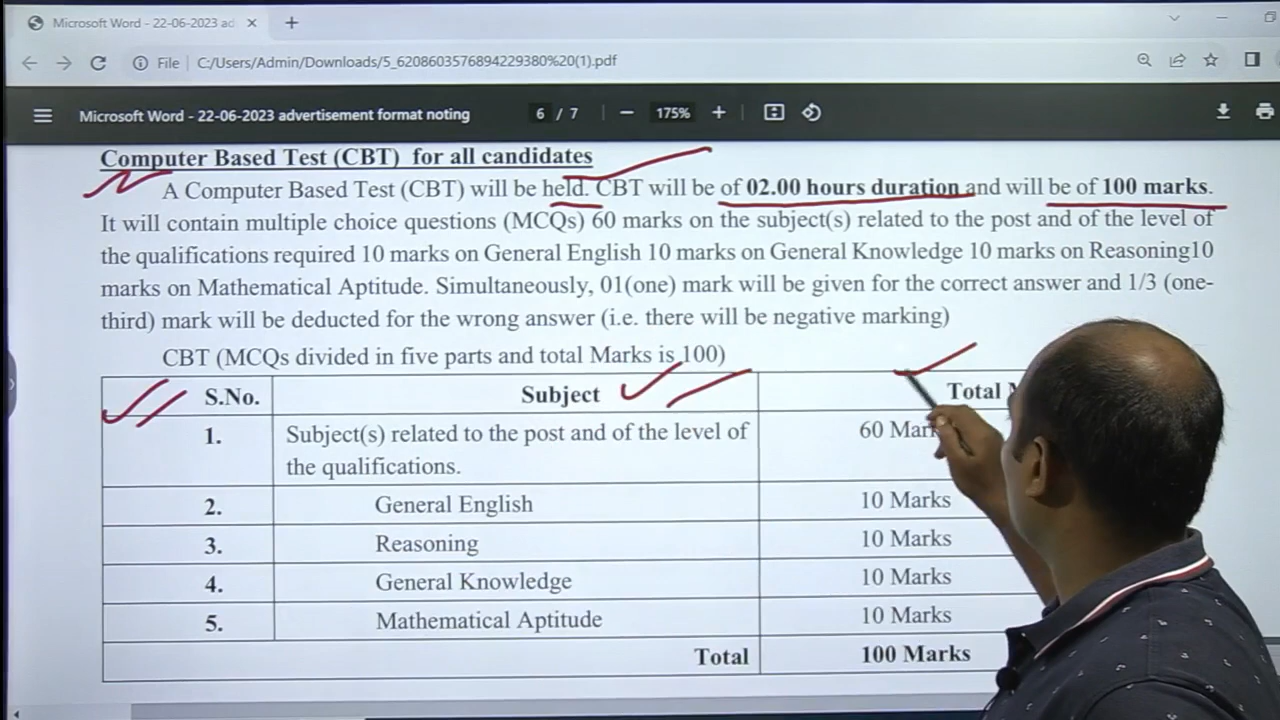 Microsoft Word - 22-06-2023 ad
File C:/Users/Admin/Downloads/5_6208603576894229380%20(1).pdf
Microsoft Word - 22-06-2023 advertisement format noting 6 / 7 175%
Computer Based Test (CBT) for all candidates
A Computer Based Test (CBT) will be held. CBT will be of 02.00 hours duration and will be of 100 marks.
It will contain multiple choice questions (MCQs) 60 marks on the subject(s) related to the post and of the level of
the qualifications required 10 marks on General English 10 marks on General Knowledge 10 marks on Reasoning10
marks on Mathematical Aptitude. Simultaneously, 01(one) mark will be given for the correct answer and 1/3 (one-
third) mark will be deducted for the wrong answer (i.e. there will be negative marking)
CBT (MCQs divided in five parts and total Marks is 100)
S.No. Subject Total
1. Subject(s) related to the post and of the level of 60 Mar
the qualifications.
2. General English 10 Marks
3. Reasoning 10 Marks
4. General Knowledge 10 Marks
5. Mathematical Aptitude 10 Marks
Total 100 Marks